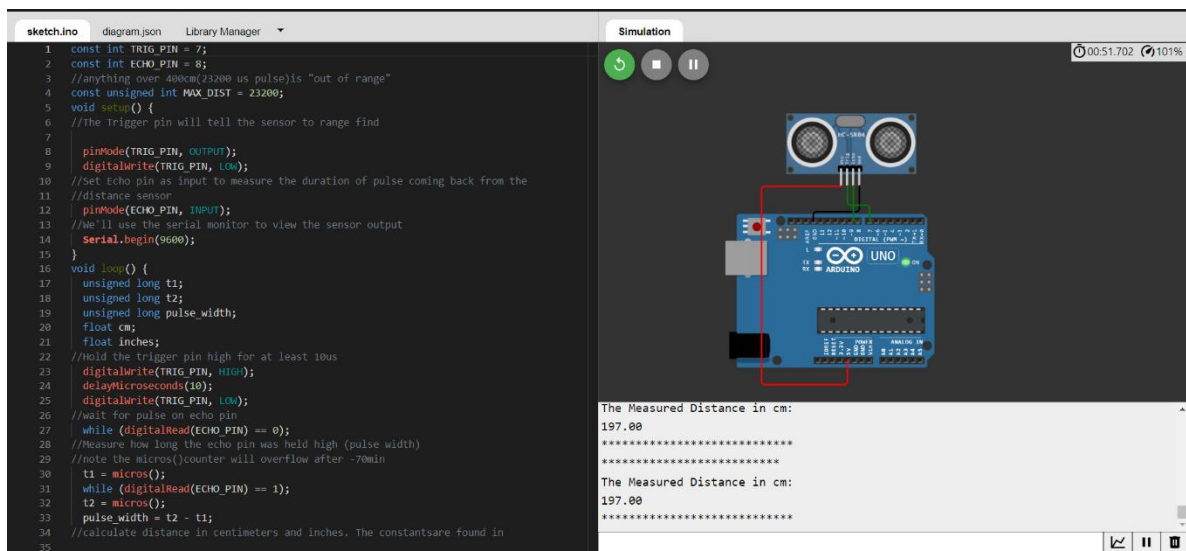 sketch.ino diagram.json Library Manager
1 const int TRIG_PIN = 7;
2 const int ECHO_PIN = 8;
3 //anything over 400cm(23200 us pulse)is "out of range"
4 const unsigned int MAX_DIST = 23200;
5 void setup() {
6 //The Trigger pin will tell the sensor to range find
7
8 pinMode(TRIG_PIN, OUTPUT);
9 digitalWrite(TRIG_PIN, LOW);
10 //Set Echo pin as input to measure the duration of pulse coming back from the
11 //distance sensor
12 pinMode(ECHO_PIN, INPUT);
13 //We'll use the serial monitor to view the sensor output
14 Serial.begin(9600);
15 }
16 void loop() {
17 unsigned long t1;
18 unsigned long t2;
19 unsigned long pulse_width;
20 float cm;
21 float inches;
22 //Hold the trigger pin high for at least 10us
23 digitalWrite(TRIG_PIN, HIGH);
24 delayMicroseconds(10);
25 digitalWrite(TRIG_PIN, LOW);
26 //wait for pulse on echo pin
27 while (digitalRead(ECHO_PIN) == 0);
28 //Measure how long the echo pin was held high (pulse width)
29 //note the micros()counter will overflow after ~70min
30 t1 = micros();
31 while (digitalRead(ECHO_PIN) == 1);
32 t2 = micros();
33 pulse_width = t2 - t1;
34 //calculate distance in centimeters and inches. The constantsare found in
35
Simulation
00:51.702 101%
HC-SR04
DIGITAL (PWM ~)
UNO
ON
L
TX
RX
ARDUINO
POWER
ANALOG IN
The Measured Distance in cm:
197.00
****************************
**************************
The Measured Distance in cm:
197.00
****************************